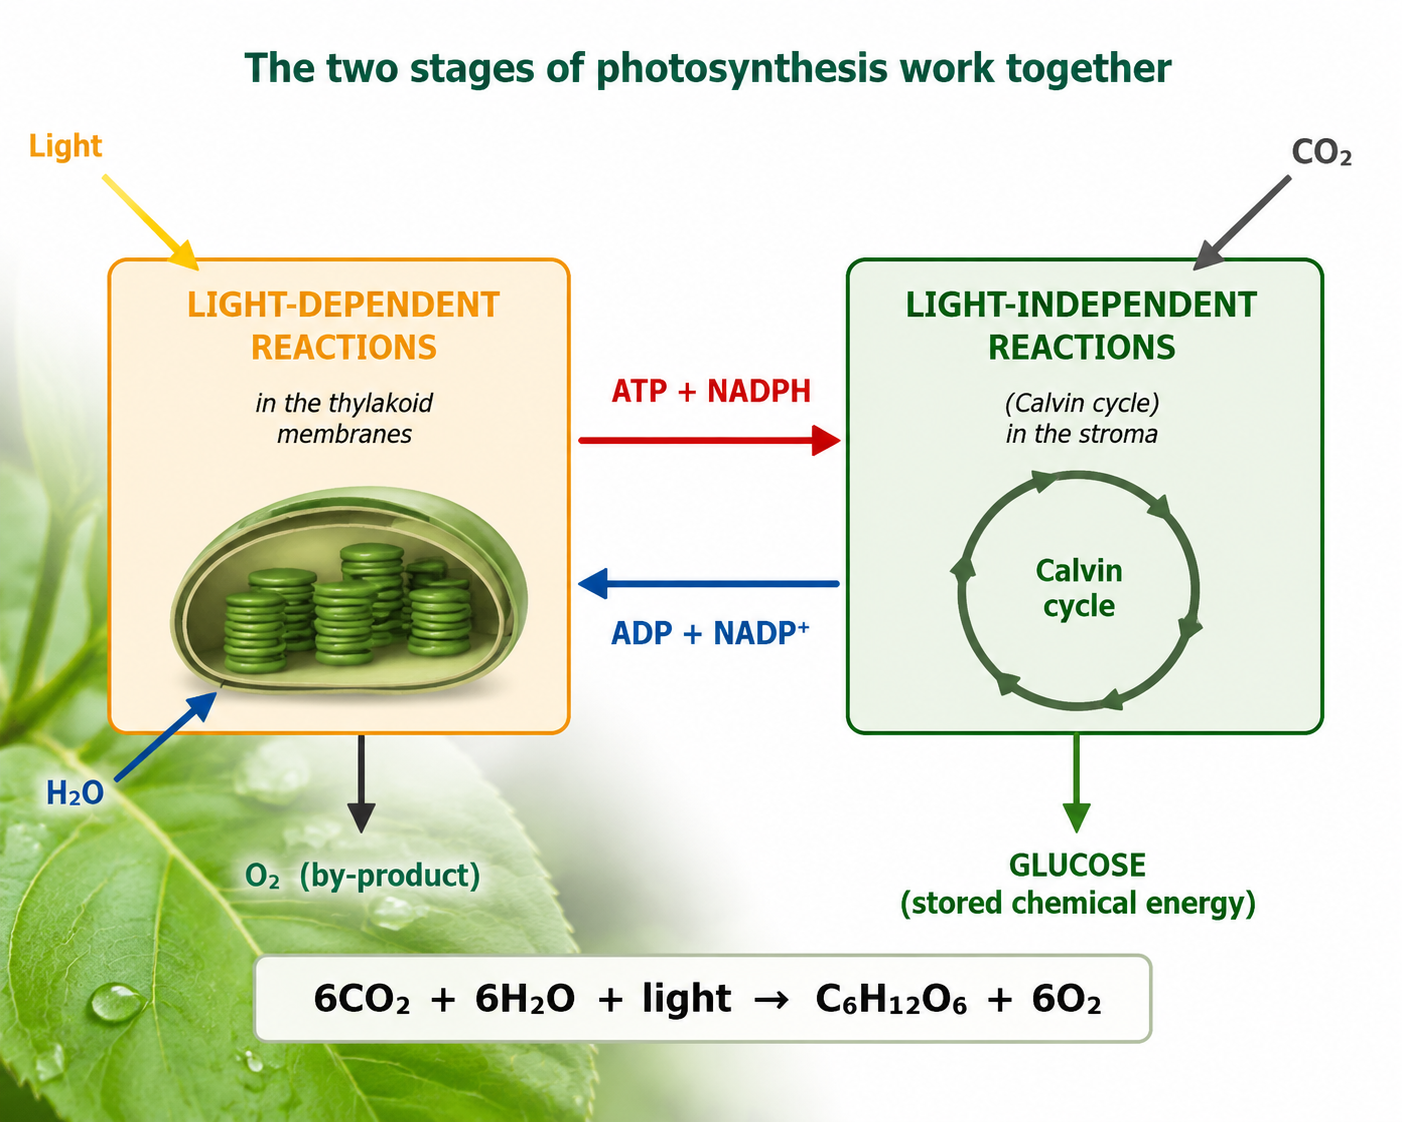 The two stages of photosynthesis work together
Light
CO₂
LIGHT-DEPENDENT
REACTIONS
in the thylakoid
membranes
ATP + NADPH
LIGHT-INDEPENDENT
REACTIONS
(Calvin cycle)
in the stroma
Calvin
cycle
ADP + NADP⁺
H₂O
O₂ (by-product)
GLUCOSE
(stored chemical energy)
6CO₂ + 6H₂O + light → C₆H₁₂O₆ + 6O₂